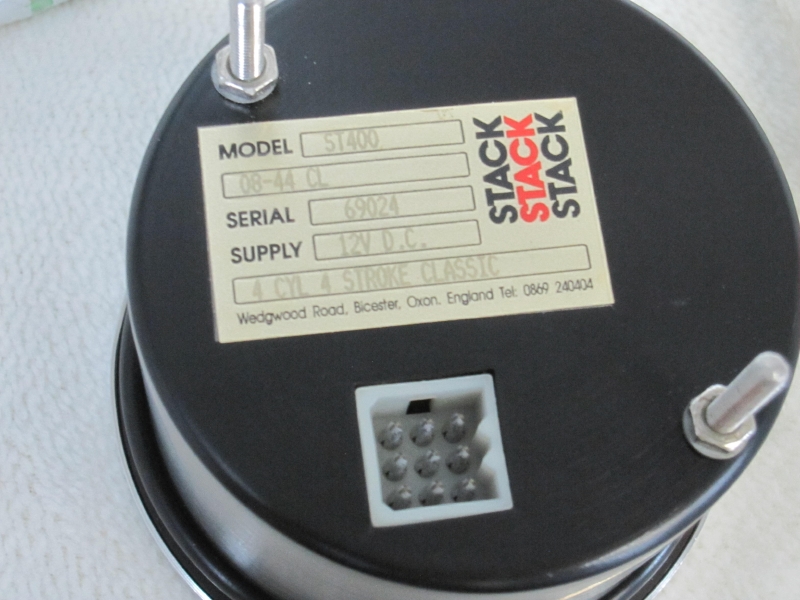 MODEL ST400
08-44 CL
SERIAL 69024
SUPPLY 12V D.C.
4 CYL 4 STROKE CLASSIC
Wedgwood Road, Bicester, Oxon. England Tel: 0869 240404
STACK
STACK
STACK